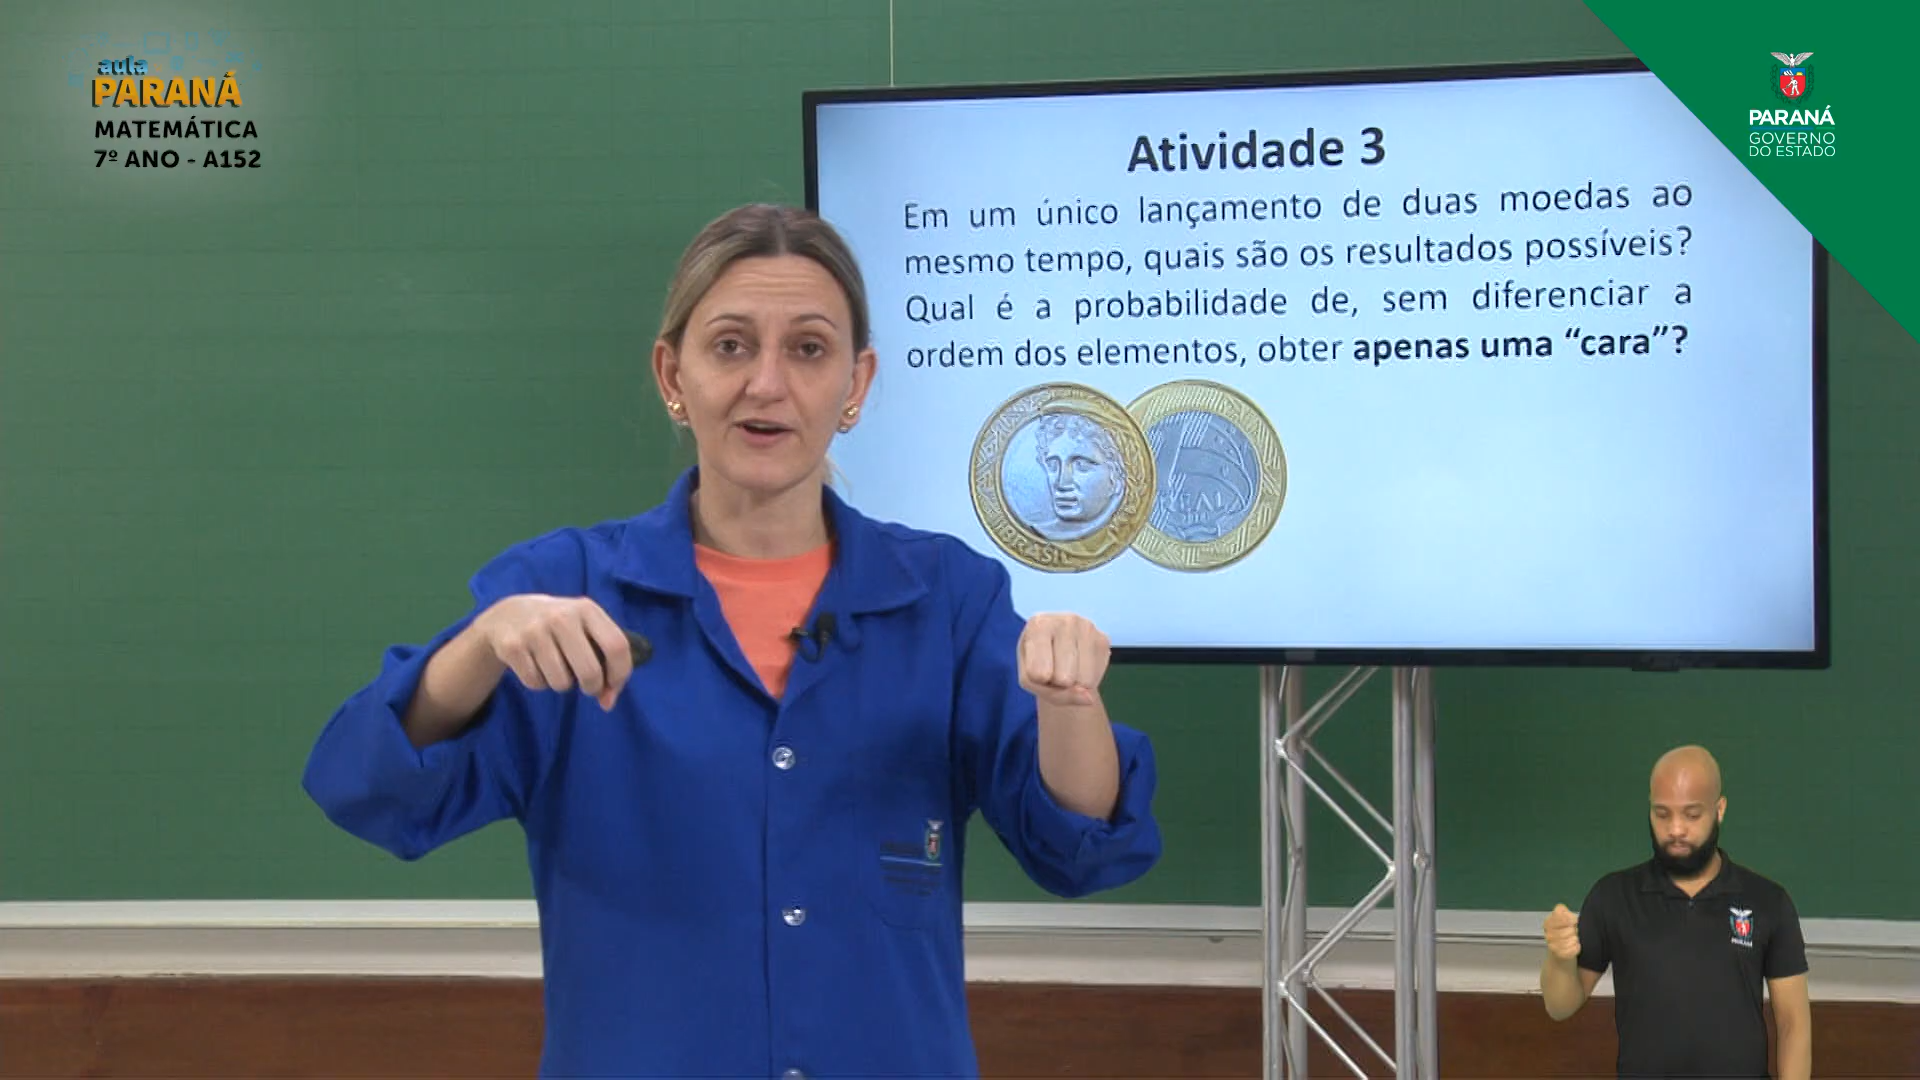 aula
PARANÁ
MATEMÁTICA
7º ANO - A152
PARANÁ
GOVERNO
DO ESTADO
Atividade 3
Em um único lançamento de duas moedas ao
mesmo tempo, quais são os resultados possíveis?
Qual é a probabilidade de, sem diferenciar a
ordem dos elementos, obter apenas uma “cara”?
BRASIL
REAL